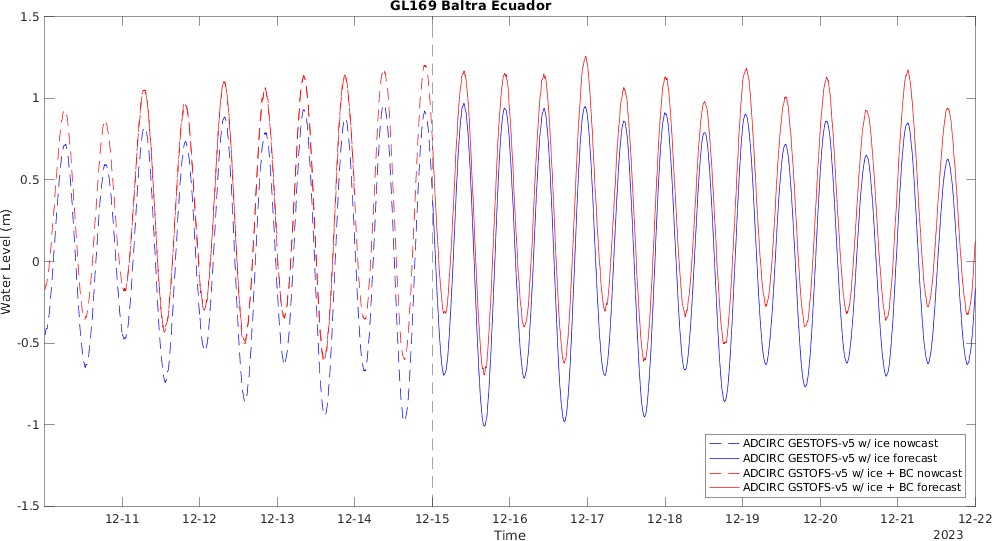 GL169 Baltra Ecuador
1.5
1
0.5
0
-0.5
-1
-1.5
Water Level (m)
ADCIRC GESTOFS-v5 w/ ice nowcast
ADCIRC GESTOFS-v5 w/ ice forecast
ADCIRC GSTOFS-v5 w/ ice + BC nowcast
ADCIRC GSTOFS-v5 w/ ice + BC forecast
12-11 12-12 12-13 12-14 12-15 12-16 12-17 12-18 12-19 12-20 12-21 12-22
Time
2023